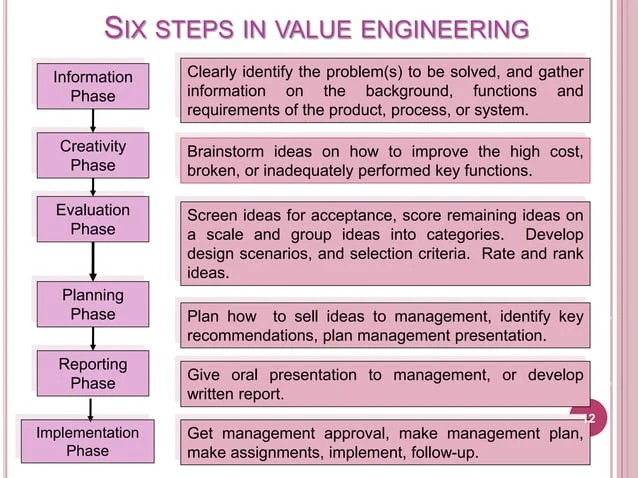 SIX STEPS IN VALUE ENGINEERING
Information
Phase
Clearly identify the problem(s) to be solved, and gather
information on the background, functions and
requirements of the product, process, or system.
Creativity
Phase
Brainstorm ideas on how to improve the high cost,
broken, or inadequately performed key functions.
Evaluation
Phase
Screen ideas for acceptance, score remaining ideas on
a scale and group ideas into categories. Develop
design scenarios, and selection criteria. Rate and rank
ideas.
Planning
Phase
Plan how to sell ideas to management, identify key
recommendations, plan management presentation.
Reporting
Phase
Give oral presentation to management, or develop
written report.
12
Implementation
Phase
Get management approval, make management plan,
make assignments, implement, follow-up.